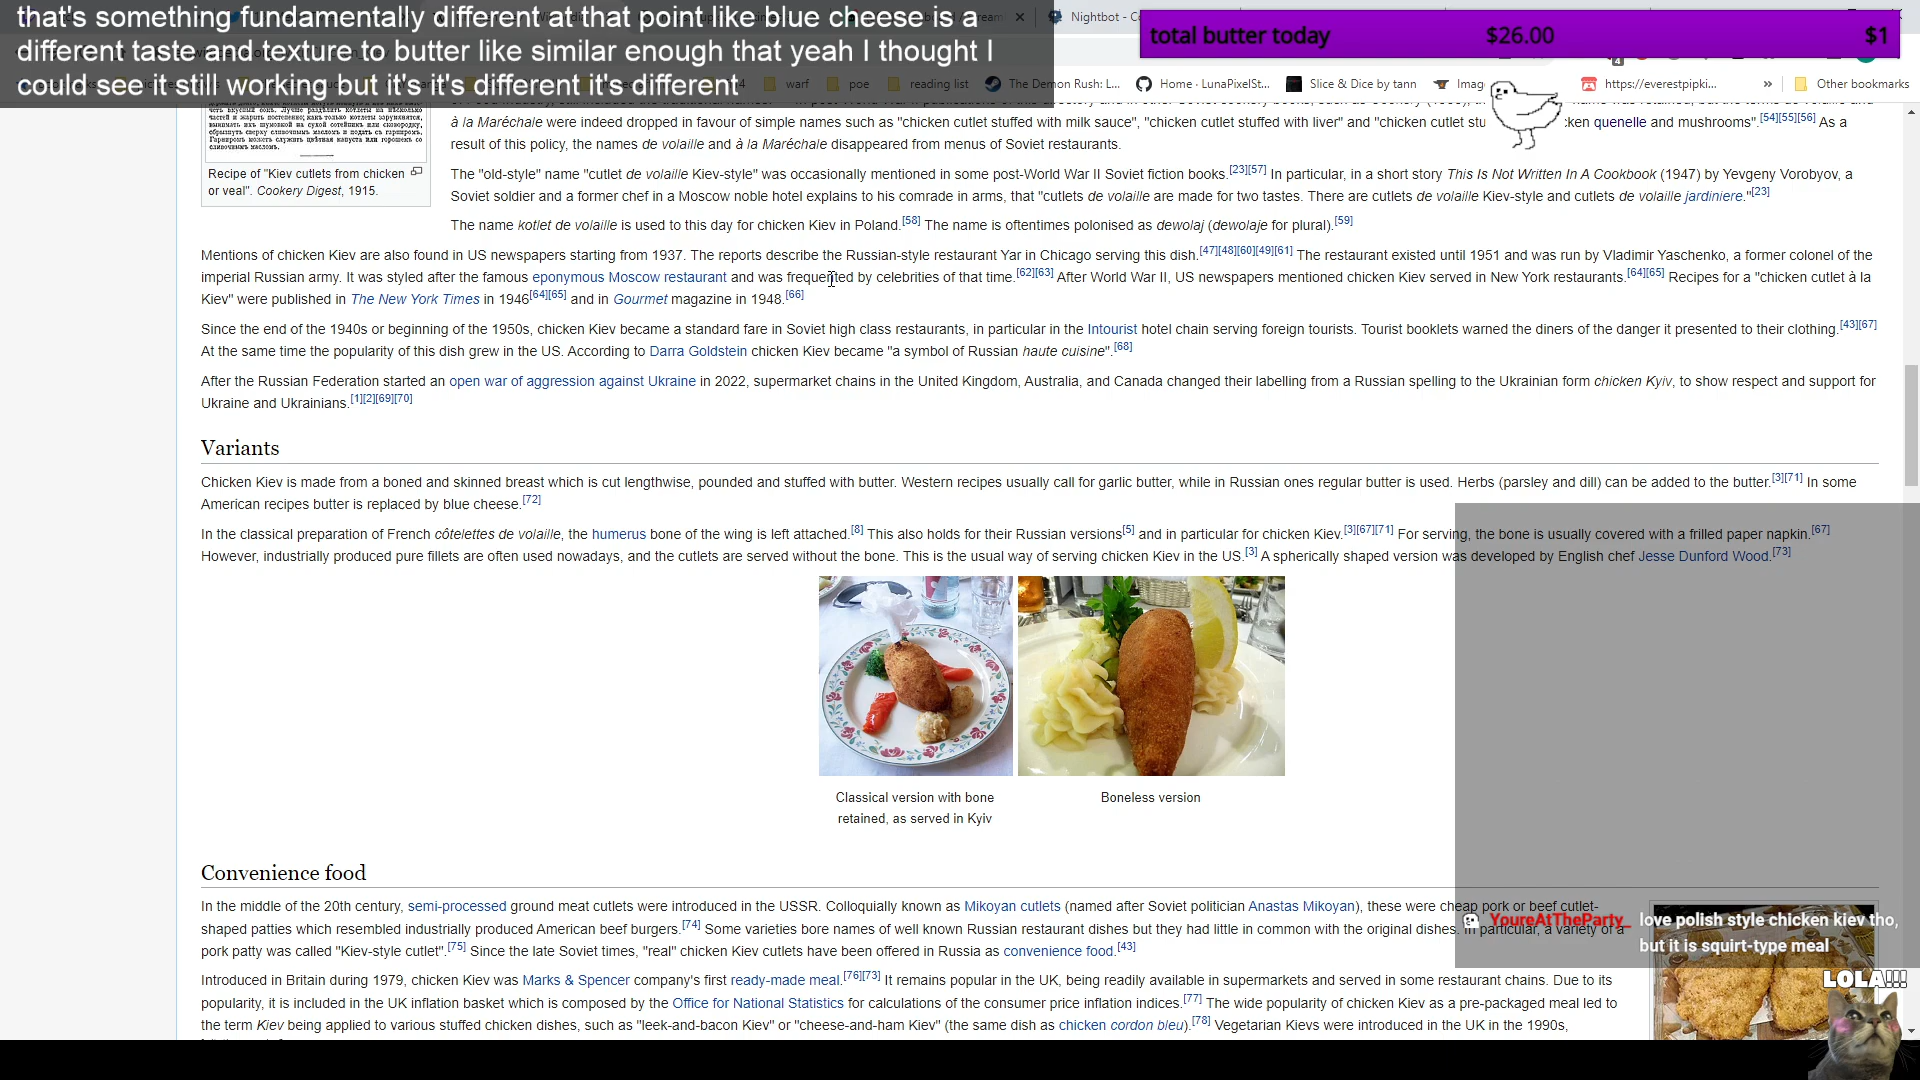 that's something fundamentally different at that point like blue cheese is a
different taste and texture to butter like similar enough that yeah I thought I
could see it still working but it's it's different it's different
Nightbot - C
total butter today $26.00 $1
poe reading list The Demon Rush: L... Home · LunaPixelSt... Slice & Dice by tann Imag https://everestpipki... » Other bookmarks
à la Maréchale were indeed dropped in favour of simple names such as "chicken cutlet stuffed with milk sauce", "chicken cutlet stuffed with liver" and "chicken cutlet stu cken quenelle and mushrooms".[54][55][56] As a
result of this policy, the names de volaille and à la Maréchale disappeared from menus of Soviet restaurants.
Recipe of "Kiev cutlets from chicken
or veal". Cookery Digest, 1915.
The "old-style" name "cutlet de volaille Kiev-style" was occasionally mentioned in some post-World War II Soviet fiction books.[23][57] In particular, in a short story This Is Not Written In A Cookbook (1947) by Yevgeny Vorobyov, a
Soviet soldier and a former chef in a Moscow noble hotel explains to his comrade in arms, that "cutlets de volaille are made for two tastes. There are cutlets de volaille Kiev-style and cutlets de volaille jardiniere."[23]
The name kotlet de volaille is used to this day for chicken Kiev in Poland.[58] The name is oftentimes polonised as dewolaj (dewolaje for plural).[59]
Mentions of chicken Kiev are also found in US newspapers starting from 1937. The reports describe the Russian-style restaurant Yar in Chicago serving this dish.[47][48][60][49][61] The restaurant existed until 1951 and was run by Vladimir Yaschenko, a former colonel of the
imperial Russian army. It was styled after the famous eponymous Moscow restaurant and was frequented by celebrities of that time.[62][63] After World War II, US newspapers mentioned chicken Kiev served in New York restaurants.[64][65] Recipes for a "chicken cutlet à la
Kiev" were published in The New York Times in 1946[64][65] and in Gourmet magazine in 1948.[66]
Since the end of the 1940s or beginning of the 1950s, chicken Kiev became a standard fare in Soviet high class restaurants, in particular in the Intourist hotel chain serving foreign tourists. Tourist booklets warned the diners of the danger it presented to their clothing.[43][67]
At the same time the popularity of this dish grew in the US. According to Darra Goldstein chicken Kiev became "a symbol of Russian haute cuisine".[68]
After the Russian Federation started an open war of aggression against Ukraine in 2022, supermarket chains in the United Kingdom, Australia, and Canada changed their labelling from a Russian spelling to the Ukrainian form chicken Kyiv, to show respect and support for
Ukraine and Ukrainians.[1][2][69][70]
Variants
Chicken Kiev is made from a boned and skinned breast which is cut lengthwise, pounded and stuffed with butter. Western recipes usually call for garlic butter, while in Russian ones regular butter is used. Herbs (parsley and dill) can be added to the butter.[3][71] In some
American recipes butter is replaced by blue cheese.[72]
In the classical preparation of French côtelettes de volaille, the humerus bone of the wing is left attached.[8] This also holds for their Russian versions[5] and in particular for chicken Kiev.[3][67][71] For serving, the bone is usually covered with a frilled paper napkin.[67]
However, industrially produced pure fillets are often used nowadays, and the cutlets are served without the bone. This is the usual way of serving chicken Kiev in the US.[3] A spherically shaped version was developed by English chef Jesse Dunford Wood.[73]
Classical version with bone
retained, as served in Kyiv
Boneless version
Convenience food
In the middle of the 20th century, semi-processed ground meat cutlets were introduced in the USSR. Colloquially known as Mikoyan cutlets (named after Soviet politician Anastas Mikoyan), these were cheap pork or beef cutlet-
shaped patties which resembled industrially produced American beef burgers.[74] Some varieties bore names of well known Russian restaurant dishes but they had little in common with the original dishes. In particular, a variety of a
pork patty was called "Kiev-style cutlet".[75] Since the late Soviet times, "real" chicken Kiev cutlets have been offered in Russia as convenience food.[43]
Introduced in Britain during 1979, chicken Kiev was Marks & Spencer company's first ready-made meal.[76][73] It remains popular in the UK, being readily available in supermarkets and served in some restaurant chains. Due to its
popularity, it is included in the UK inflation basket which is composed by the Office for National Statistics for calculations of the consumer price inflation indices.[77] The wide popularity of chicken Kiev as a pre-packaged meal led to
the term Kiev being applied to various stuffed chicken dishes, such as "leek-and-bacon Kiev" or "cheese-and-ham Kiev" (the same dish as chicken cordon bleu).[78] Vegetarian Kievs were introduced in the UK in the 1990s,
YoureAtTheParty_ love polish style chicken kiev tho,
but it is squirt-type meal
LOLA!!!